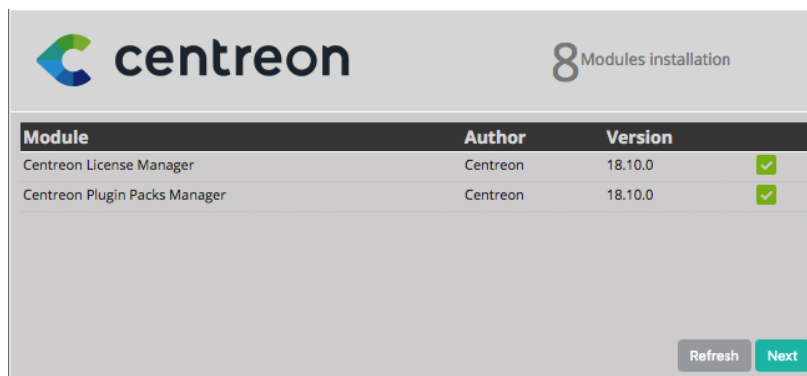 centreon
8 Modules installation
Module Author Version
Centreon License Manager Centreon 18.10.0
Centreon Plugin Packs Manager Centreon 18.10.0
Refresh Next